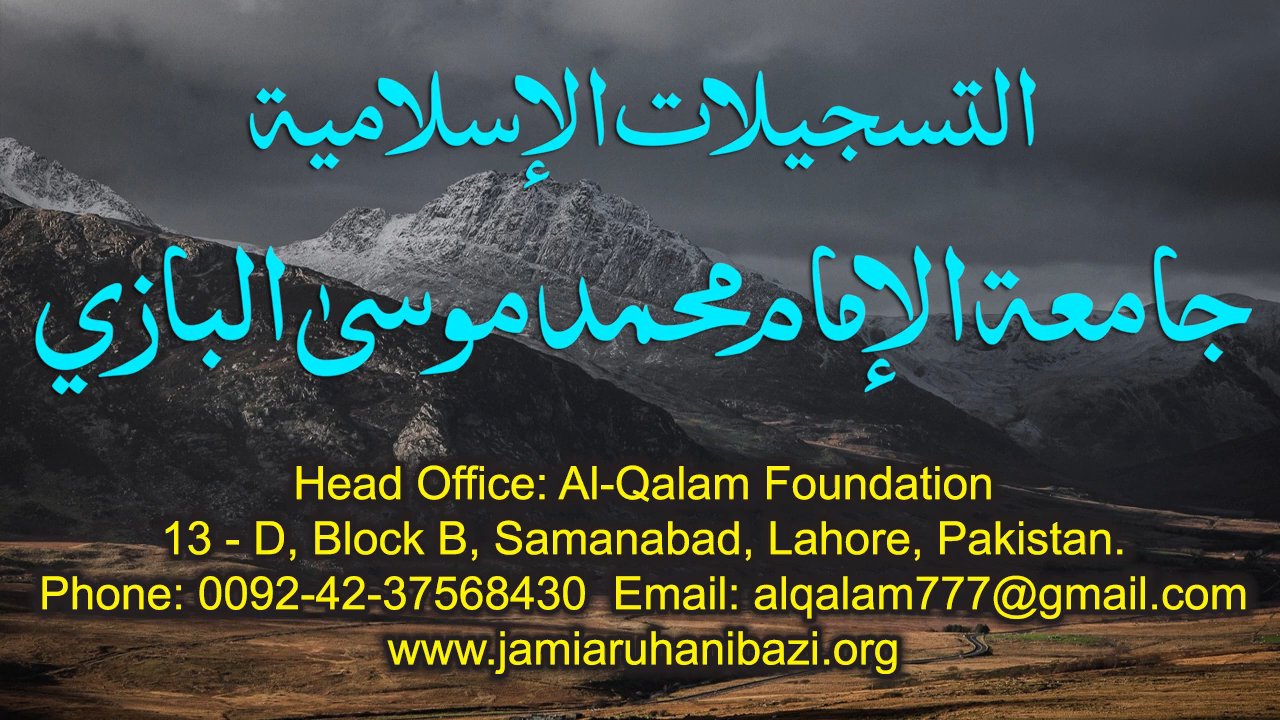 التسجيلات الإسلامية
جامعة الإمام محمد موسىٰ البازي
Head Office: Al-Qalam Foundation
13 - D, Block B, Samanabad, Lahore, Pakistan.
Phone: 0092-42-37568430  Email: alqalam777@gmail.com
www.jamiaruhanibazi.org